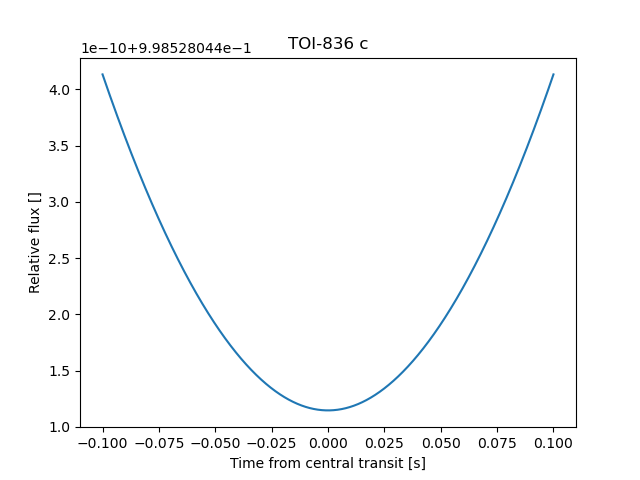 TOI-836 c
1e−10+9.98528044e−1
4.0
3.5
3.0
2.5
2.0
1.5
1.0
Relative flux []
−0.100 −0.075 −0.050 −0.025 0.000 0.025 0.050 0.075 0.100
Time from central transit [s]